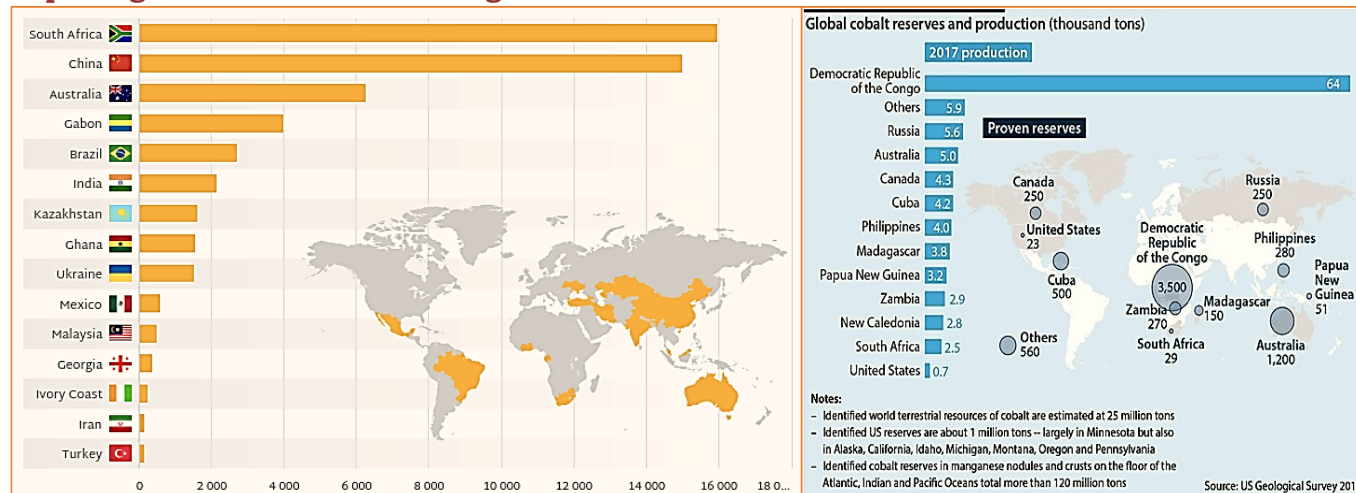 South Africa
China
Australia
Gabon
Brazil
India
Kazakhstan
Ghana
Ukraine
Mexico
Malaysia
Georgia
Ivory Coast
Iran
Turkey
0 2 000 4 000 6 000 8 000 10 000 12 000 14 000 16 000 18 0...
Global cobalt reserves and production (thousand tons)
2017 production
Democratic Republic
of the Congo 64
Others 5.9
Russia 5.6
Australia 5.0
Canada 4.3
Cuba 4.2
Philippines 4.0
Madagascar 3.8
Papua New Guinea 3.2
Zambia 2.9
New Caledonia 2.8
South Africa 2.5
United States 0.7
Proven reserves
Canada
250
United States
23
Cuba
500
Others
560
Democratic
Republic
of the Congo
3,500
Zambia
270
South Africa
29
Madagascar
150
Russia
250
Philippines
280
Papua
New
Guinea
51
Australia
1,200
Notes:
– Identified world terrestrial resources of cobalt are estimated at 25 million tons
– Identified US reserves are about 1 million tons – largely in Minnesota but also
in Alaska, California, Idaho, Michigan, Montana, Oregon and Pennsylvania
– Identified cobalt reserves in manganese nodules and crusts on the floor of the
Atlantic, Indian and Pacific Oceans total more than 120 million tons
Source: US Geological Survey 201